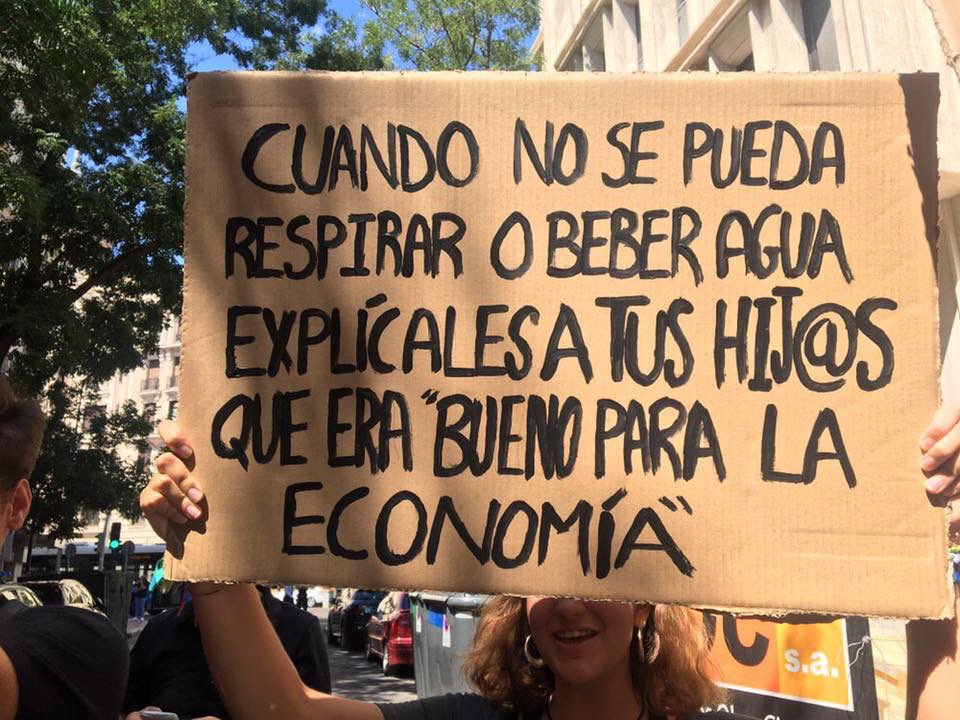 CUANDO NO SE PUEDA
RESPIRAR O BEBER AGUA
EXPLÍCALES A TUS HIJ@S
QUE ERA "BUENO PARA LA
ECONOMÍA"
s.a.